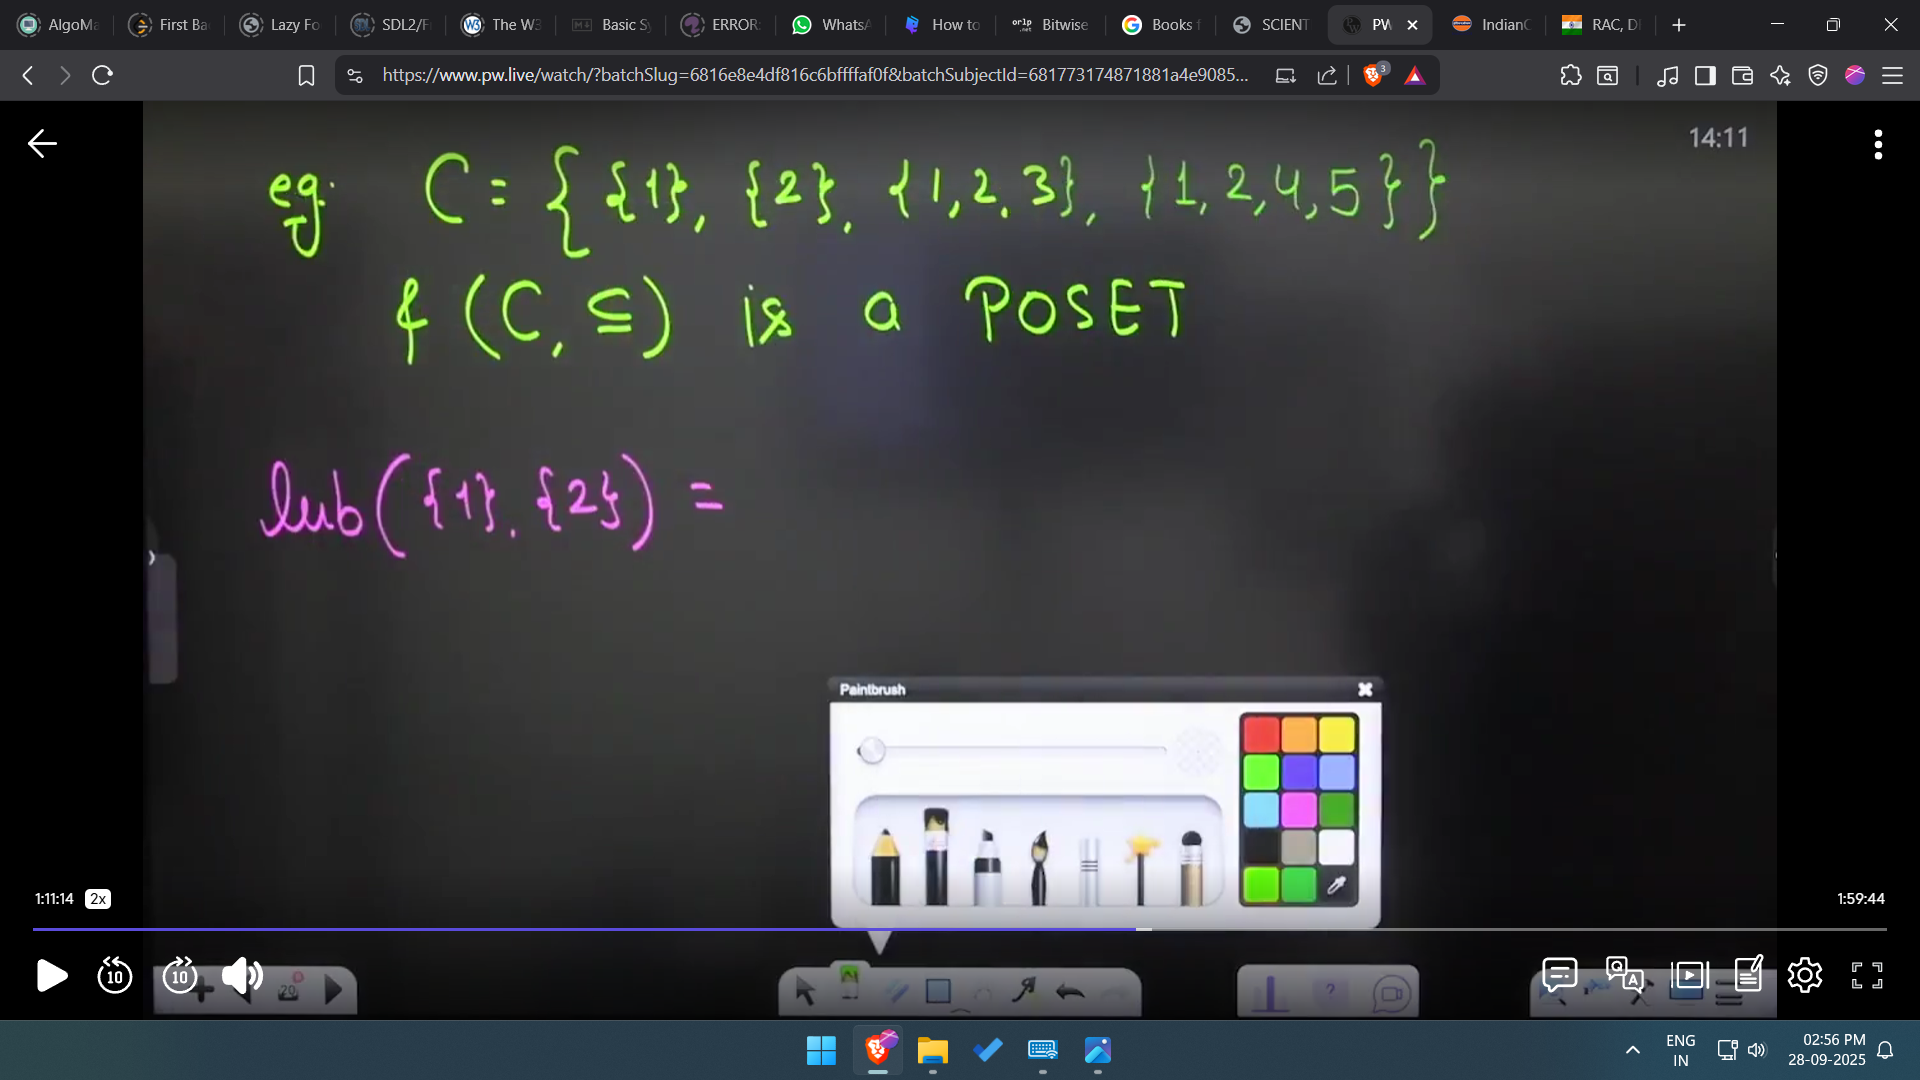 AlgoMa
First Ba
Lazy Fo
SDL2/F
The W3
Basic Sy
ERROR:
WhatsA
How to
Bitwise
Books f
SCIENT
PW
IndianC
RAC, D
https://www.pw.live/watch/?batchSlug=6816e8e4df816c6bffffaf0f&batchSubjectId=681773174871881a4e9085...
3
14:11
eg: C = { {1}, {2}, {1,2,3}, {1,2,4,5} }
& (C, ⊆) is a POSET
lub({1}, {2}) =
Paintbrush
1:11:14 2x
1:59:44
10
10
20
?
ENG
IN
02:56 PM
28-09-2025